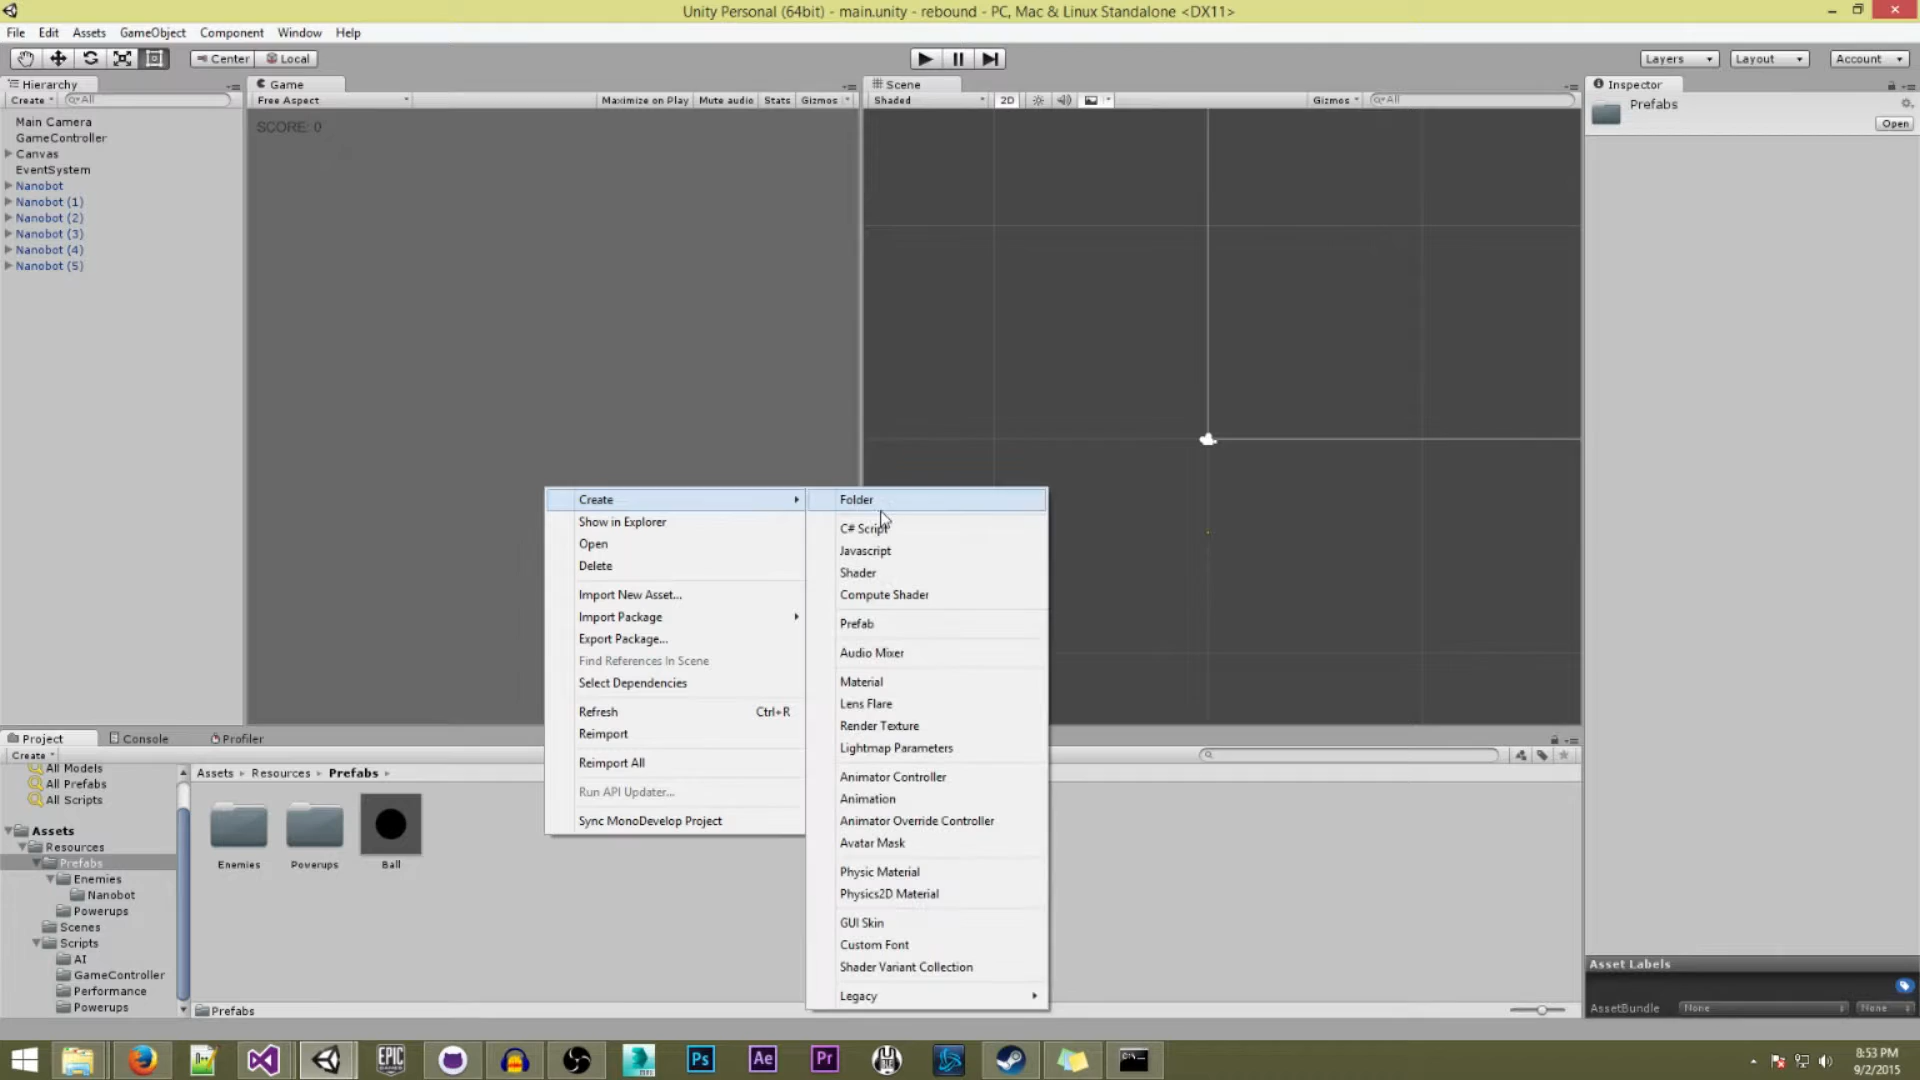 Unity Personal (64bit) - main.unity - rebound - PC, Mac & Linux Standalone <DX11>
File Edit Assets GameObject Component Window Help
Center Local
Layers Layout Account
Hierarchy
Create All
Main Camera
GameController
Canvas
EventSystem
Nanobot
Nanobot (1)
Nanobot (2)
Nanobot (3)
Nanobot (4)
Nanobot (5)
Game
Free Aspect Maximize on Play Mute audio Stats Gizmos
SCORE: 0
Scene
Shaded 2D Gizmos All
Inspector
Prefabs
Open
Create
Show in Explorer
Open
Delete
Import New Asset...
Import Package
Export Package...
Find References In Scene
Select Dependencies
Refresh Ctrl+R
Reimport
Reimport All
Run API Updater...
Sync MonoDevelop Project
Folder
C# Script
Javascript
Shader
Compute Shader
Prefab
Audio Mixer
Material
Lens Flare
Render Texture
Lightmap Parameters
Animator Controller
Animation
Animator Override Controller
Avatar Mask
Physic Material
Physics2D Material
GUI Skin
Custom Font
Shader Variant Collection
Legacy
Project Console Profiler
Create
All Models
All Prefabs
All Scripts
Assets
Resources
Prefabs
Enemies
Nanobot
Powerups
Scenes
Scripts
AI
GameController
Performance
Powerups
Assets Resources Prefabs
Enemies Powerups Ball
Prefabs
Asset Labels
AssetBundle None None
EPIC GAMES
Ps Ae Pr
8:53 PM
9/2/2015